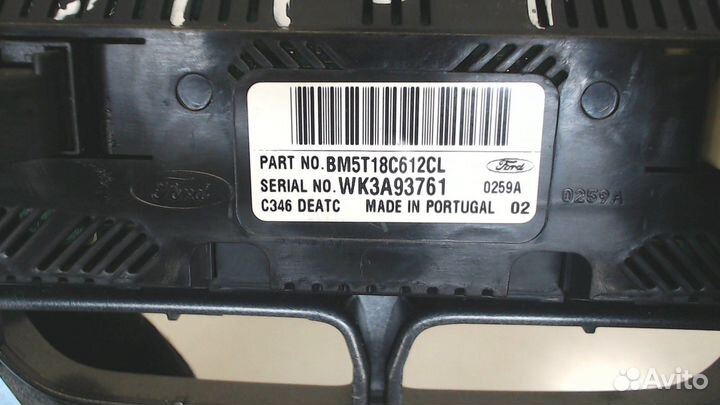 PART NO. BM5T18C612CL Ford
SERIAL NO. WK3A93761 0259A
C346 DEATC MADE IN PORTUGAL 02
Ford
0259A
Avito